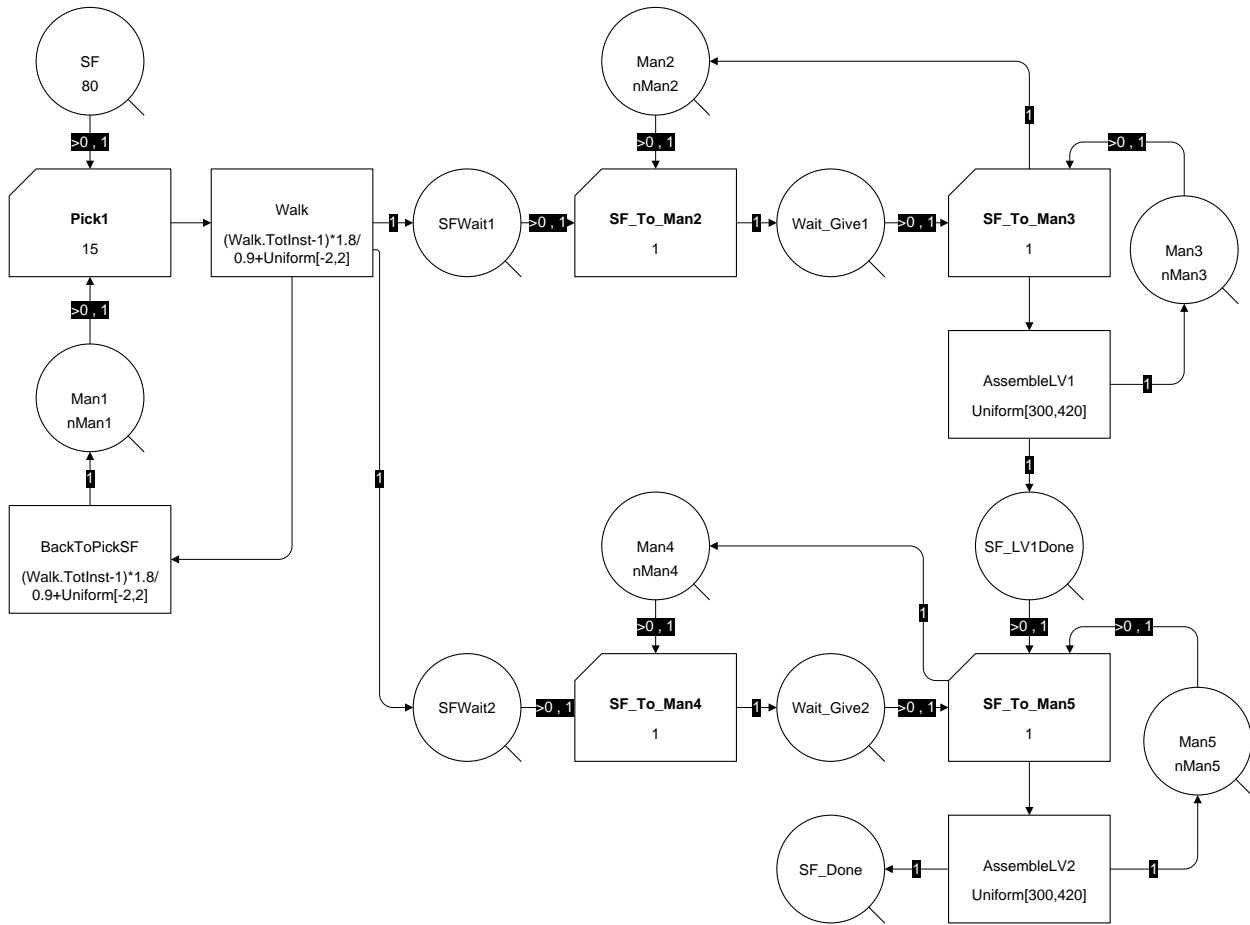 SF
80
>0 , 1
Pick1
15
>0 , 1
Man1
nMan1
1
BackToPickSF
(Walk.TotInst-1)*1.8/
0.9+Uniform[-2,2]
Walk
(Walk.TotInst-1)*1.8/
0.9+Uniform[-2,2]
1
SFWait1
>0 , 1
Man2
nMan2
>0 , 1
SF_To_Man2
1
1
Wait_Give1
>0 , 1
1
SF_To_Man3
1
>0 , 1
Man3
nMan3
AssembleLV1
Uniform[300,420]
1
1
SF_LV1Done
>0 , 1
1
SFWait2
>0 , 1
Man4
nMan4
>0 , 1
SF_To_Man4
1
1
Wait_Give2
>0 , 1
1
SF_To_Man5
1
>0 , 1
Man5
nMan5
AssembleLV2
Uniform[300,420]
1
1
SF_Done